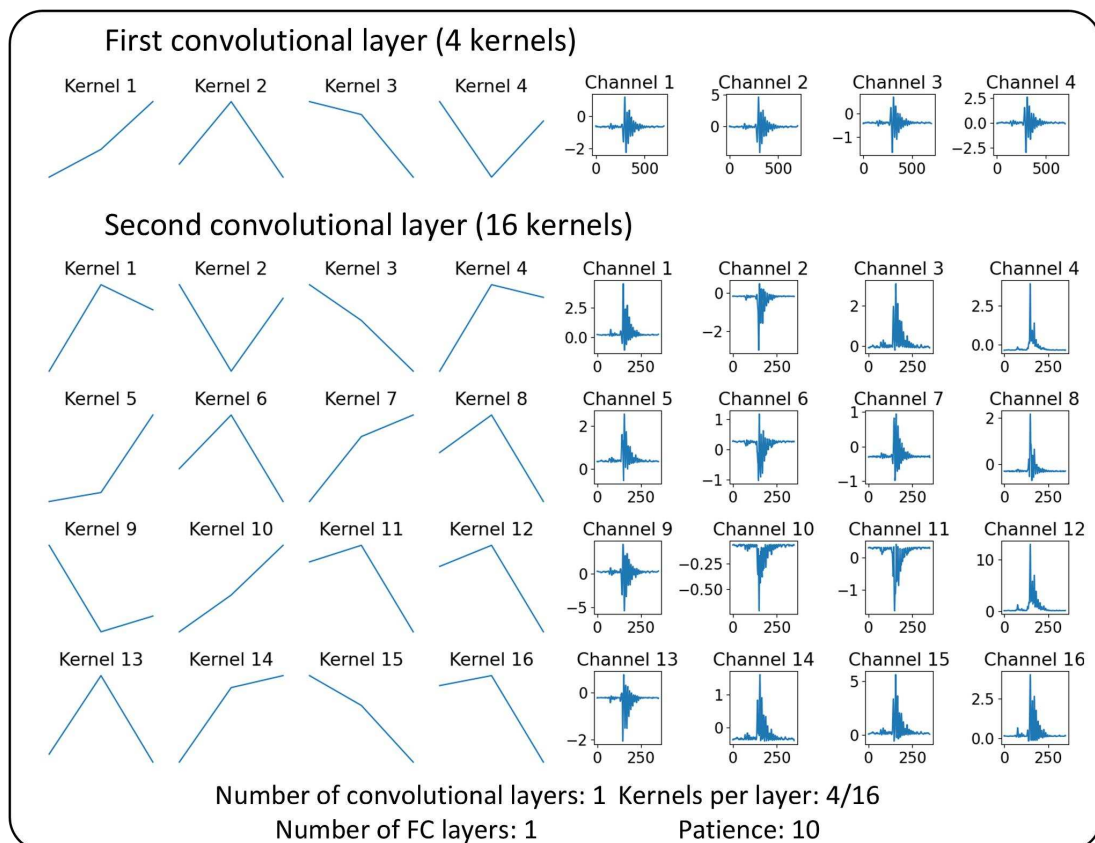 First convolutional layer (4 kernels)
Kernel 1 Kernel 2 Kernel 3 Kernel 4 Channel 1 Channel 2 Channel 3 Channel 4
0 −2 0 500
5 0 0 500
0 −1 0 500
2.5 0.0 −2.5 0 500
Second convolutional layer (16 kernels)
Kernel 1 Kernel 2 Kernel 3 Kernel 4 Channel 1 Channel 2 Channel 3 Channel 4
2.5 0.0 0 250
0 −2 0 250
2 0 0 250
2.5 0.0 0 250
Kernel 5 Kernel 6 Kernel 7 Kernel 8 Channel 5 Channel 6 Channel 7 Channel 8
2 0 0 250
1 0 −1 0 250
1 0 −1 0 250
2 0 0 250
Kernel 9 Kernel 10 Kernel 11 Kernel 12 Channel 9 Channel 10 Channel 11 Channel 12
0 −5 0 250
−0.25 −0.50 0 250
0 −1 0 250
10 0 0 250
Kernel 13 Kernel 14 Kernel 15 Kernel 16 Channel 13 Channel 14 Channel 15 Channel 16
0 −2 0 250
1 0 0 250
5 0 0 250
2.5 0.0 0 250
Number of convolutional layers: 1 Kernels per layer: 4/16
Number of FC layers: 1 Patience: 10